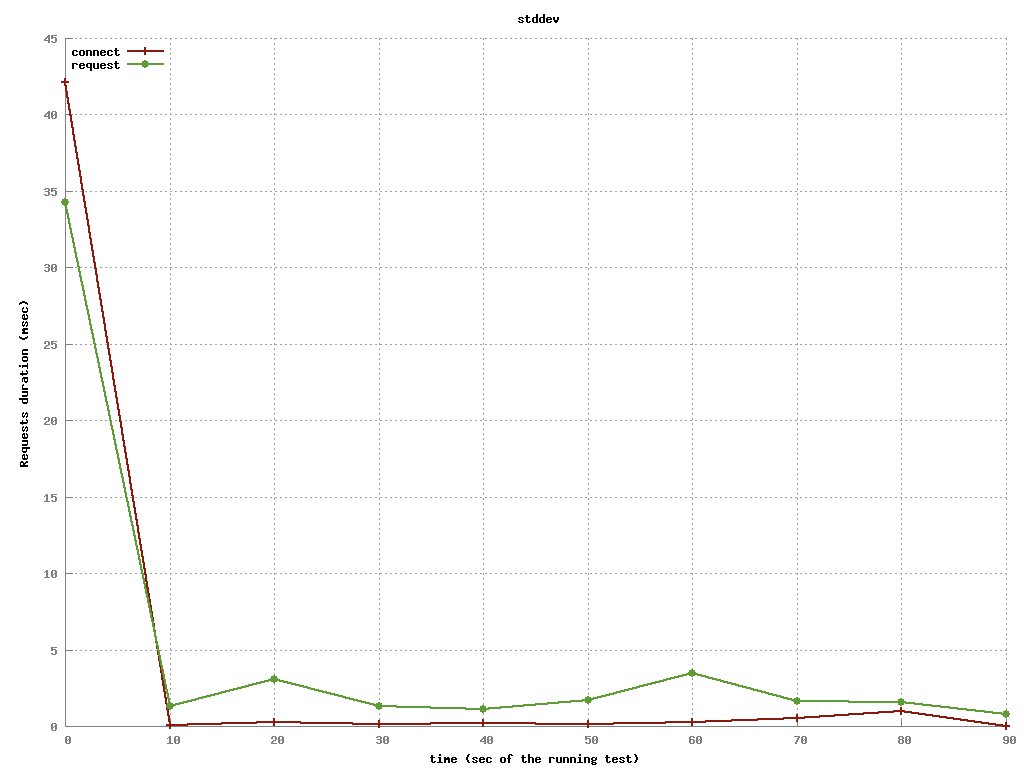 stddev
connect
request
45
40
35
30
25
20
15
10
5
0
Requests duration (msec)
0 10 20 30 40 50 60 70 80 90
time (sec of the running test)